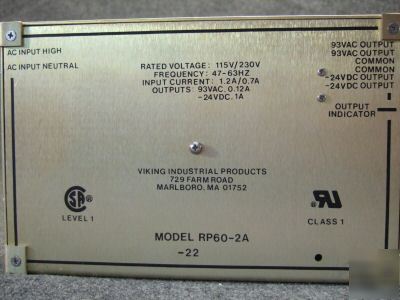 AC INPUT HIGH
AC INPUT NEUTRAL
RATED VOLTAGE: 115V/230V
FREQUENCY: 47-63HZ
INPUT CURRENT: 1.2A/0.7A
OUTPUTS: 93VAC, 0.12A
-24VDC, 1A
93VAC OUTPUT
93VAC OUTPUT
COMMON
COMMON
-24VDC OUTPUT
-24VDC OUTPUT
OUTPUT
INDICATOR
VIKING INDUSTRIAL PRODUCTS
729 FARM ROAD
MARLBORO, MA 01752
SA
LEVEL 1
RU
CLASS 1
MODEL RP60-2A
-22